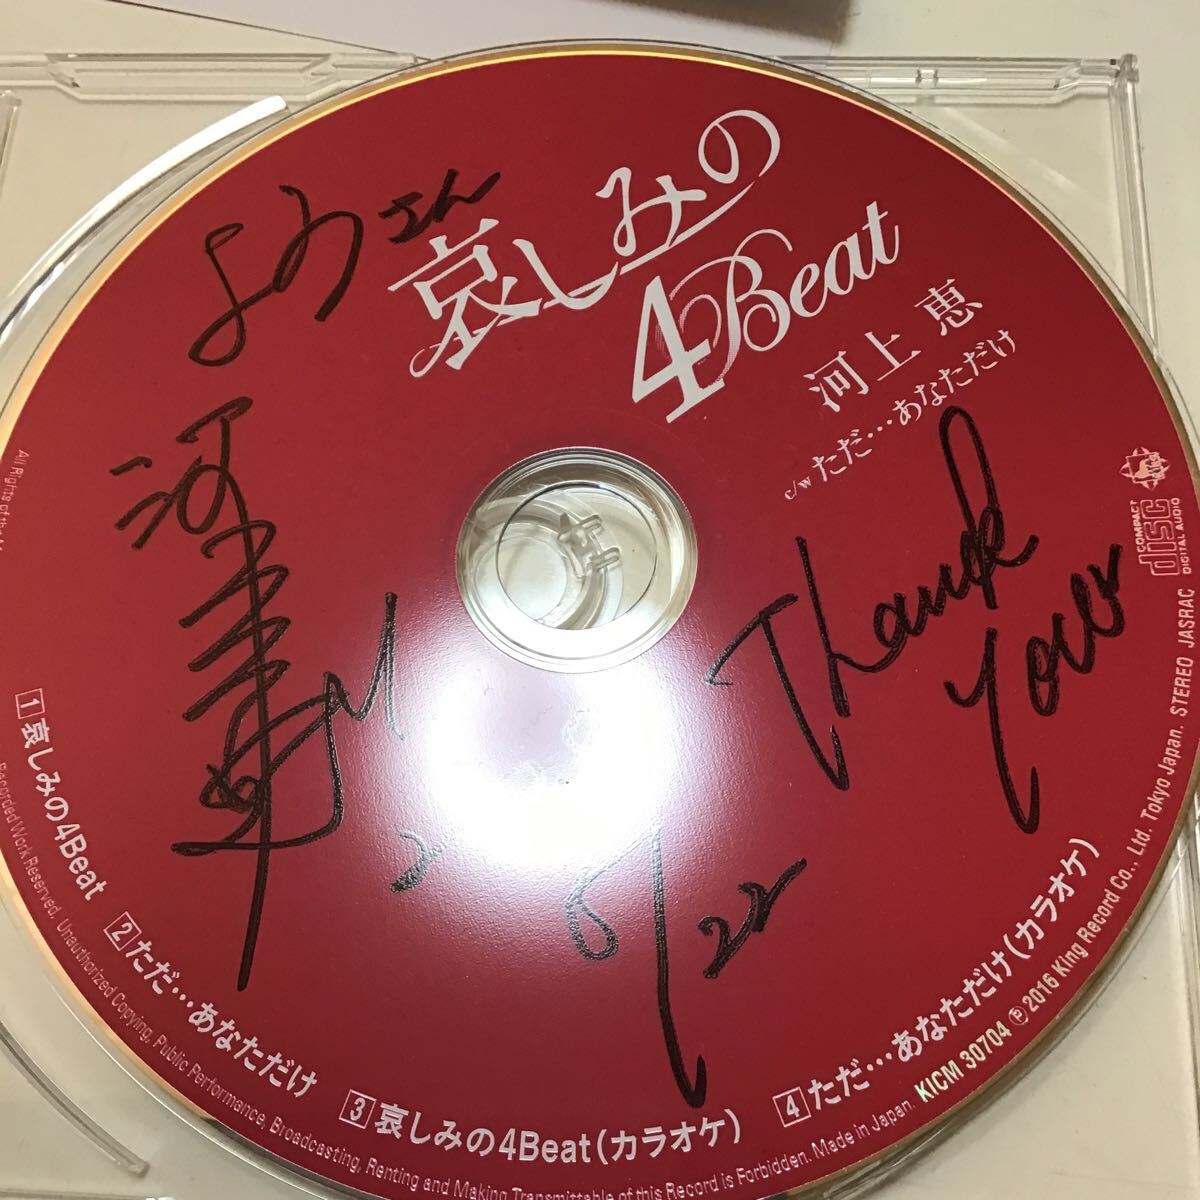 哀しみの
4Beat
河上 恵
c/w ただ…あなただけ
ようさん
Thank
You
22
COMPACT
disc
DIGITAL AUDIO
1 哀しみの4Beat
2 ただ…あなただけ
3 哀しみの4Beat(カラオケ)
4 ただ…あなただけ(カラオケ)
KICM 30704 ℗ 2016 King Record Co., Ltd. Tokyo Japan. STEREO JASRAC
Recorded Work Reserved. Unauthorized Copying, Public Performance, Broadcasting, Renting and Making Transmittable of this Record is Forbidden. Made in Japan.